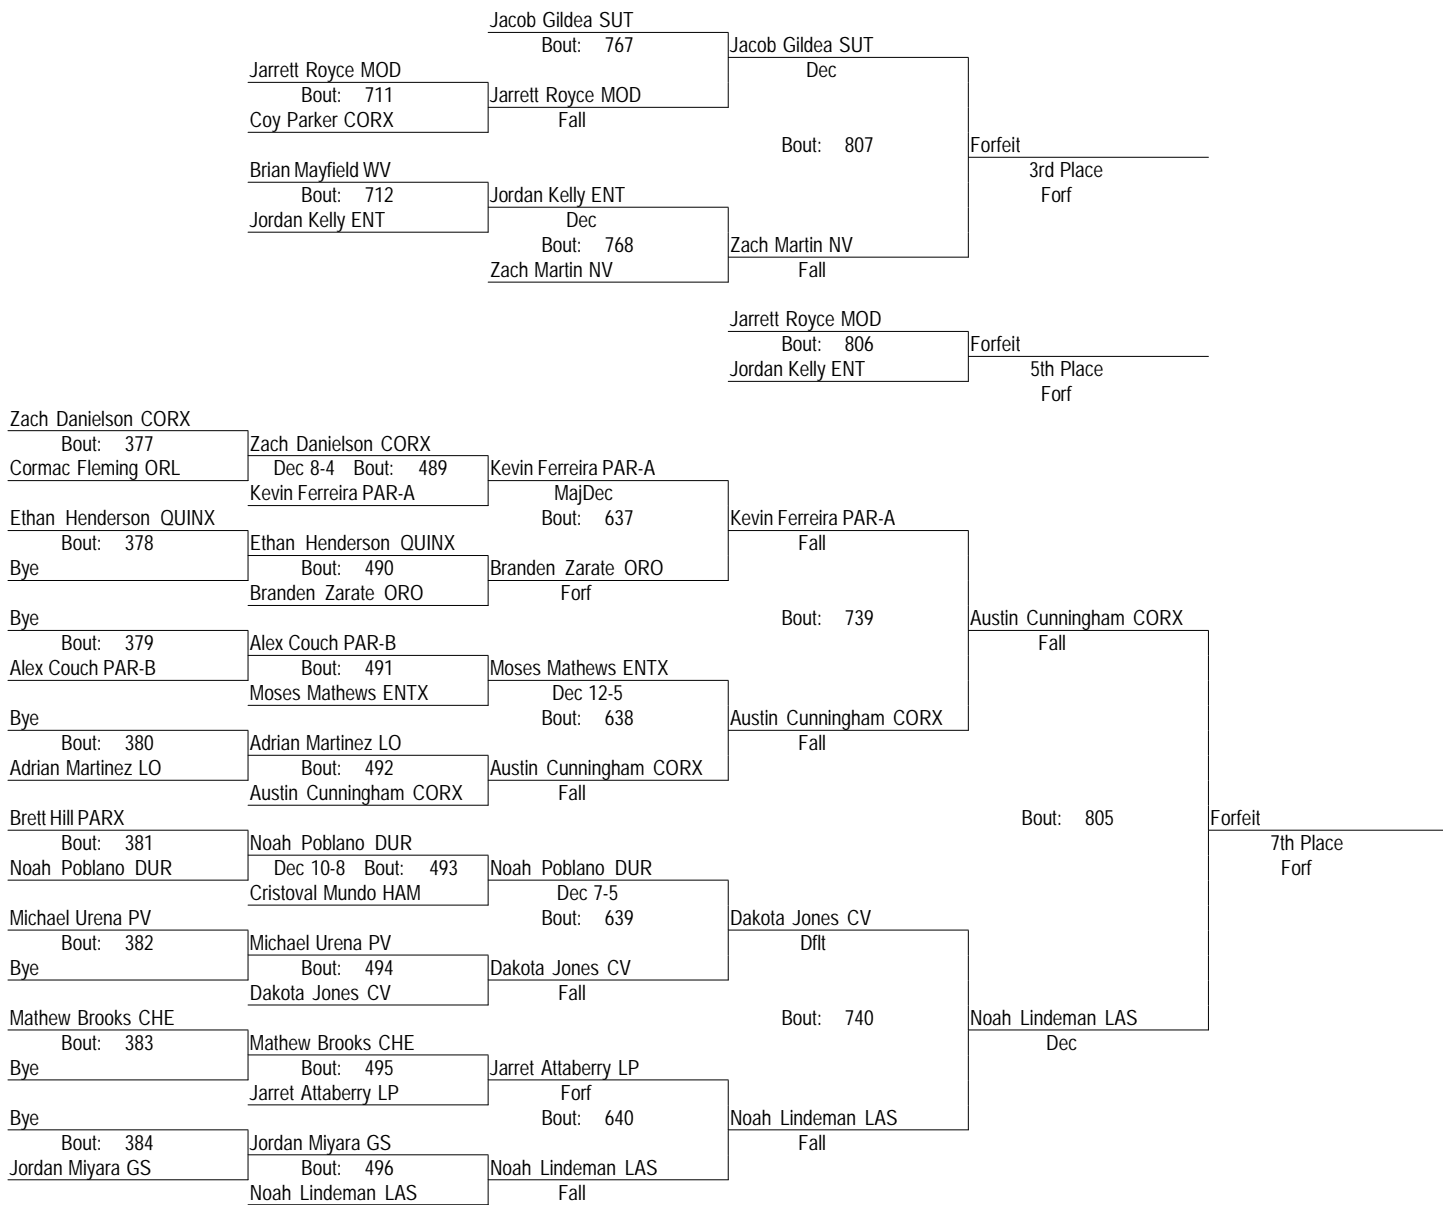 Jacob Gildea SUT
Bout: 767
Jacob Gildea SUT
Dec
Jarrett Royce MOD
Bout: 711
Jarrett Royce MOD
Coy Parker CORX
Fall
Bout: 807
Forfeit
3rd Place
Forf
Brian Mayfield WV
Bout: 712
Jordan Kelly ENT
Jordan Kelly ENT
Dec
Bout: 768
Zach Martin NV
Zach Martin NV
Fall
Jarrett Royce MOD
Bout: 806
Forfeit
Jordan Kelly ENT
5th Place
Forf
Zach Danielson CORX
Bout: 377
Zach Danielson CORX
Cormac Fleming ORL
Dec 8-4 Bout: 489
Kevin Ferreira PAR-A
Kevin Ferreira PAR-A
MajDec
Ethan Henderson QUINX
Bout: 637
Kevin Ferreira PAR-A
Bout: 378
Ethan Henderson QUINX
Fall
Bye
Bout: 490
Branden Zarate ORO
Branden Zarate ORO
Forf
Bye
Bout: 739
Austin Cunningham CORX
Bout: 379
Alex Couch PAR-B
Fall
Alex Couch PAR-B
Bout: 491
Moses Mathews ENTX
Moses Mathews ENTX
Dec 12-5
Bye
Bout: 638
Austin Cunningham CORX
Bout: 380
Adrian Martinez LO
Fall
Adrian Martinez LO
Bout: 492
Austin Cunningham CORX
Austin Cunningham CORX
Fall
Brett Hill PARX
Bout: 805
Forfeit
Bout: 381
Noah Poblano DUR
7th Place
Noah Poblano DUR
Dec 10-8 Bout: 493
Noah Poblano DUR
Forf
Cristoval Mundo HAM
Dec 7-5
Michael Urena PV
Bout: 639
Dakota Jones CV
Bout: 382
Michael Urena PV
Dflt
Bye
Bout: 494
Dakota Jones CV
Dakota Jones CV
Fall
Mathew Brooks CHE
Bout: 740
Noah Lindeman LAS
Bout: 383
Mathew Brooks CHE
Dec
Bye
Bout: 495
Jarret Attaberry LP
Jarret Attaberry LP
Forf
Bye
Bout: 640
Noah Lindeman LAS
Bout: 384
Jordan Miyara GS
Fall
Jordan Miyara GS
Bout: 496
Noah Lindeman LAS
Noah Lindeman LAS
Fall